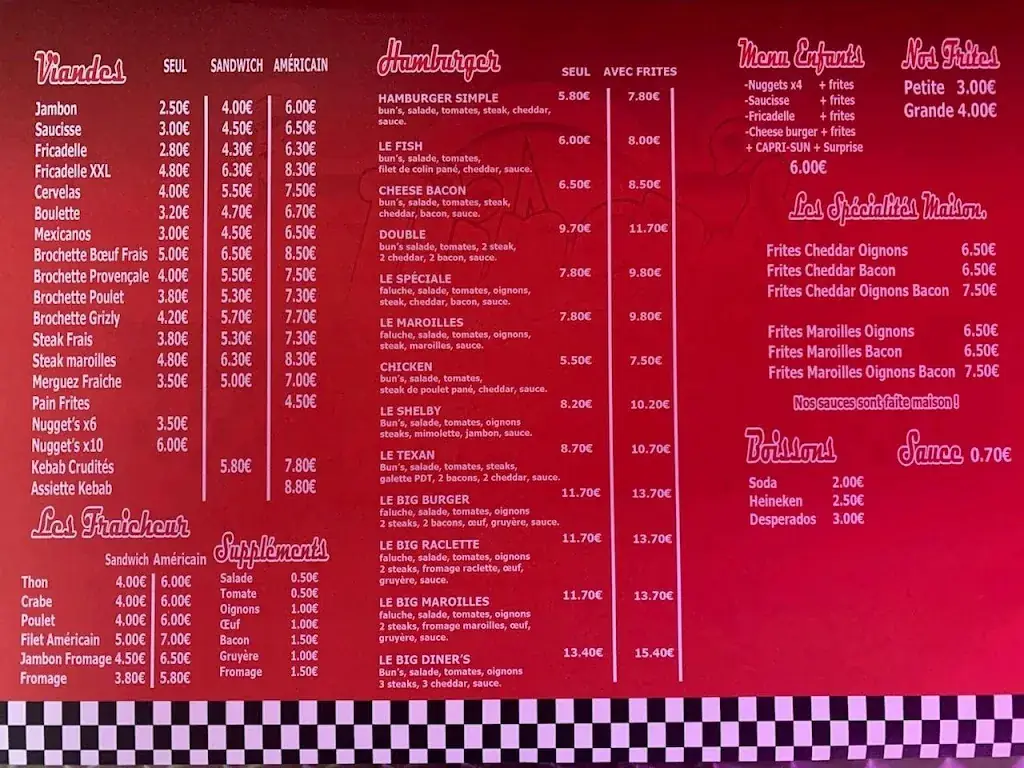 Viandes SEUL SANDWICH AMÉRICAIN
Jambon 2.50€ 4.00€ 6.00€
Saucisse 3.00€ 4.50€ 6.50€
Fricadelle 2.80€ 4.30€ 6.30€
Fricadelle XXL 4.80€ 6.30€ 8.30€
Cervelas 4.00€ 5.50€ 7.50€
Boulette 3.20€ 4.70€ 6.70€
Mexicanos 3.00€ 4.50€ 6.50€
Brochette Bœuf Frais 5.00€ 6.50€ 8.50€
Brochette Provençale 4.00€ 5.50€ 7.50€
Brochette Poulet 3.80€ 5.30€ 7.30€
Brochette Grizly 4.20€ 5.70€ 7.70€
Steak Frais 3.80€ 5.30€ 7.30€
Steak maroilles 4.80€ 6.30€ 8.30€
Merguez Fraiche 3.50€ 5.00€ 7.00€
Pain Frites 4.50€
Nugget's x6 3.50€
Nugget's x10 6.00€
Kebab Crudités 5.80€ 7.80€
Assiette Kebab 8.80€
Les Fraicheur
Sandwich Américain
Thon 4.00€ 6.00€
Crabe 4.00€ 6.00€
Poulet 4.00€ 6.00€
Filet Américain 5.00€ 7.00€
Jambon Fromage 4.50€ 6.50€
Fromage 3.80€ 5.80€
Suppléments
Salade 0.50€
Tomate 0.50€
Oignons 1.00€
Œuf 1.00€
Bacon 1.50€
Gruyère 1.00€
Fromage 1.50€
Hamburger SEUL AVEC FRITES
HAMBURGER SIMPLE 5.80€ 7.80€
bun's, salade, tomates, steak, cheddar,
sauce.
LE FISH 6.00€ 8.00€
bun's, salade, tomates,
filet de colin pané, cheddar, sauce.
CHEESE BACON 6.50€ 8.50€
bun's, salade, tomates, steak,
cheddar, bacon, sauce.
DOUBLE 9.70€ 11.70€
bun's salade, tomates, 2 steak,
2 cheddar, 2 bacon, sauce.
LE SPÉCIALE 7.80€ 9.80€
faluche, salade, tomates, oignons,
steak, cheddar, bacon, sauce.
LE MAROILLES 7.80€ 9.80€
faluche, salade, tomates, oignons,
steak, maroilles, sauce.
CHICKEN 5.50€ 7.50€
bun's, salade, tomates,
steak de poulet pané, cheddar, sauce.
LE SHELBY 8.20€ 10.20€
Bun's, salade, tomates, oignons
steaks, mimolette, jambon, sauce.
LE TEXAN 8.70€ 10.70€
Bun's, salade, tomates, steaks,
galette PDT, 2 bacons, 2 cheddar, sauce.
LE BIG BURGER 11.70€ 13.70€
faluche, salade, tomates, oignons
2 steaks, 2 bacons, œuf, gruyère, sauce.
LE BIG RACLETTE 11.70€ 13.70€
faluche, salade, tomates, oignons
2 steaks, fromage raclette, œuf,
gruyère, sauce.
LE BIG MAROILLES 11.70€ 13.70€
faluche, salade, tomates, oignons
2 steaks, fromage maroilles, œuf,
gruyère, sauce.
LE BIG DINER'S 13.40€ 15.40€
Bun's, salade, tomates, oignons
3 steaks, 3 cheddar, sauce.
Menu Enfants
-Nuggets x4 + frites
-Saucisse + frites
-Fricadelle + frites
-Cheese burger + frites
+ CAPRI-SUN + Surprise
6.00€
Nos Frites
Petite 3.00€
Grande 4.00€
Les Spécialités Maison.
Frites Cheddar Oignons 6.50€
Frites Cheddar Bacon 6.50€
Frites Cheddar Oignons Bacon 7.50€
Frites Maroilles Oignons 6.50€
Frites Maroilles Bacon 6.50€
Frites Maroilles Oignons Bacon 7.50€
Nos sauces sont faite maison !
Boissons
Soda 2.00€
Heineken 2.50€
Desperados 3.00€
Sauce 0.70€